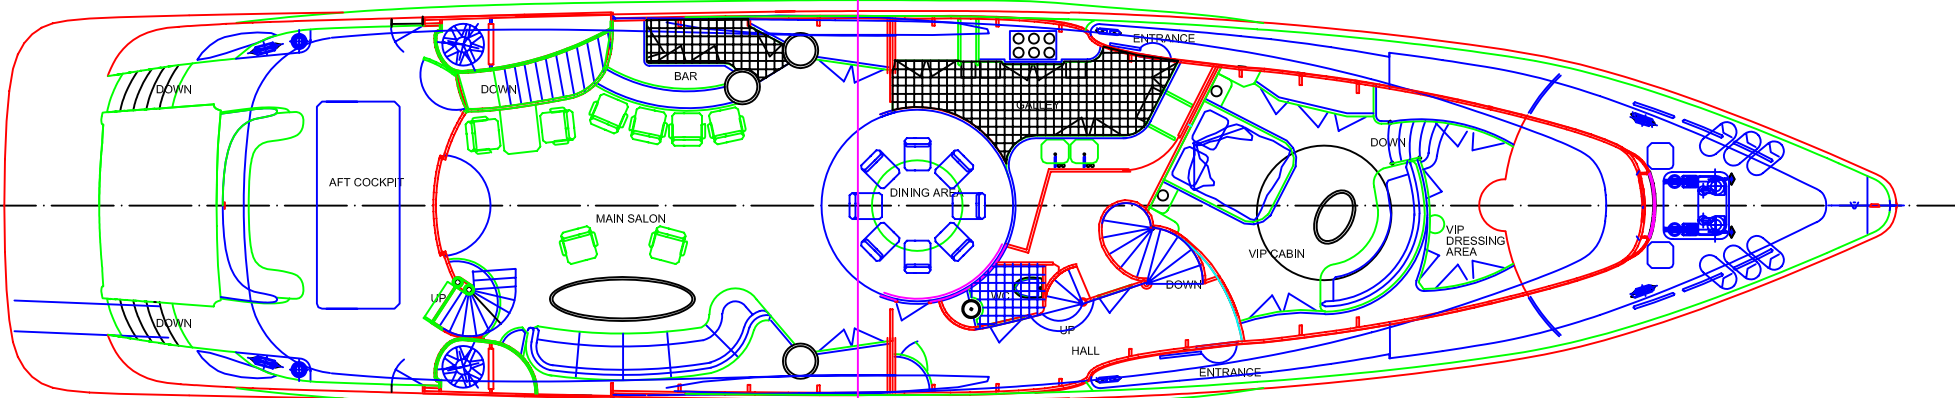 ENTRANCE
BAR
DOWN
DOWN
GALLEY
DOWN
AFT COCKPIT
DINING AREA
MAIN SALON
VIP
DRESSING
AREA
VIP CABIN
DOWN
UP
WC
DOWN
UP
HALL
ENTRANCE